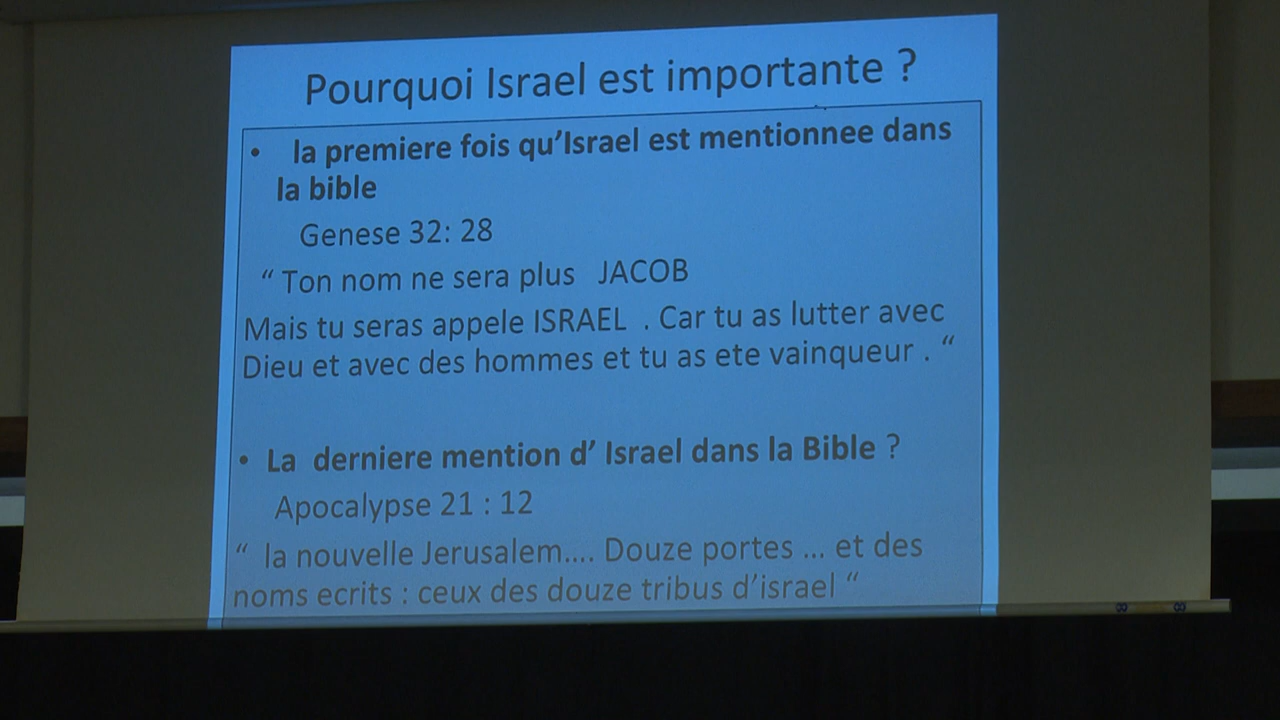 Pourquoi Israel est importante ?
• la premiere fois qu’Israel est mentionnee dans
la bible
Genese 32: 28
“ Ton nom ne sera plus JACOB
Mais tu seras appele ISRAEL . Car tu as lutter avec
Dieu et avec des hommes et tu as ete vainqueur . “
• La derniere mention d’ Israel dans la Bible ?
Apocalypse 21 : 12
“ la nouvelle Jerusalem.... Douze portes ... et des
noms ecrits : ceux des douze tribus d’israel “